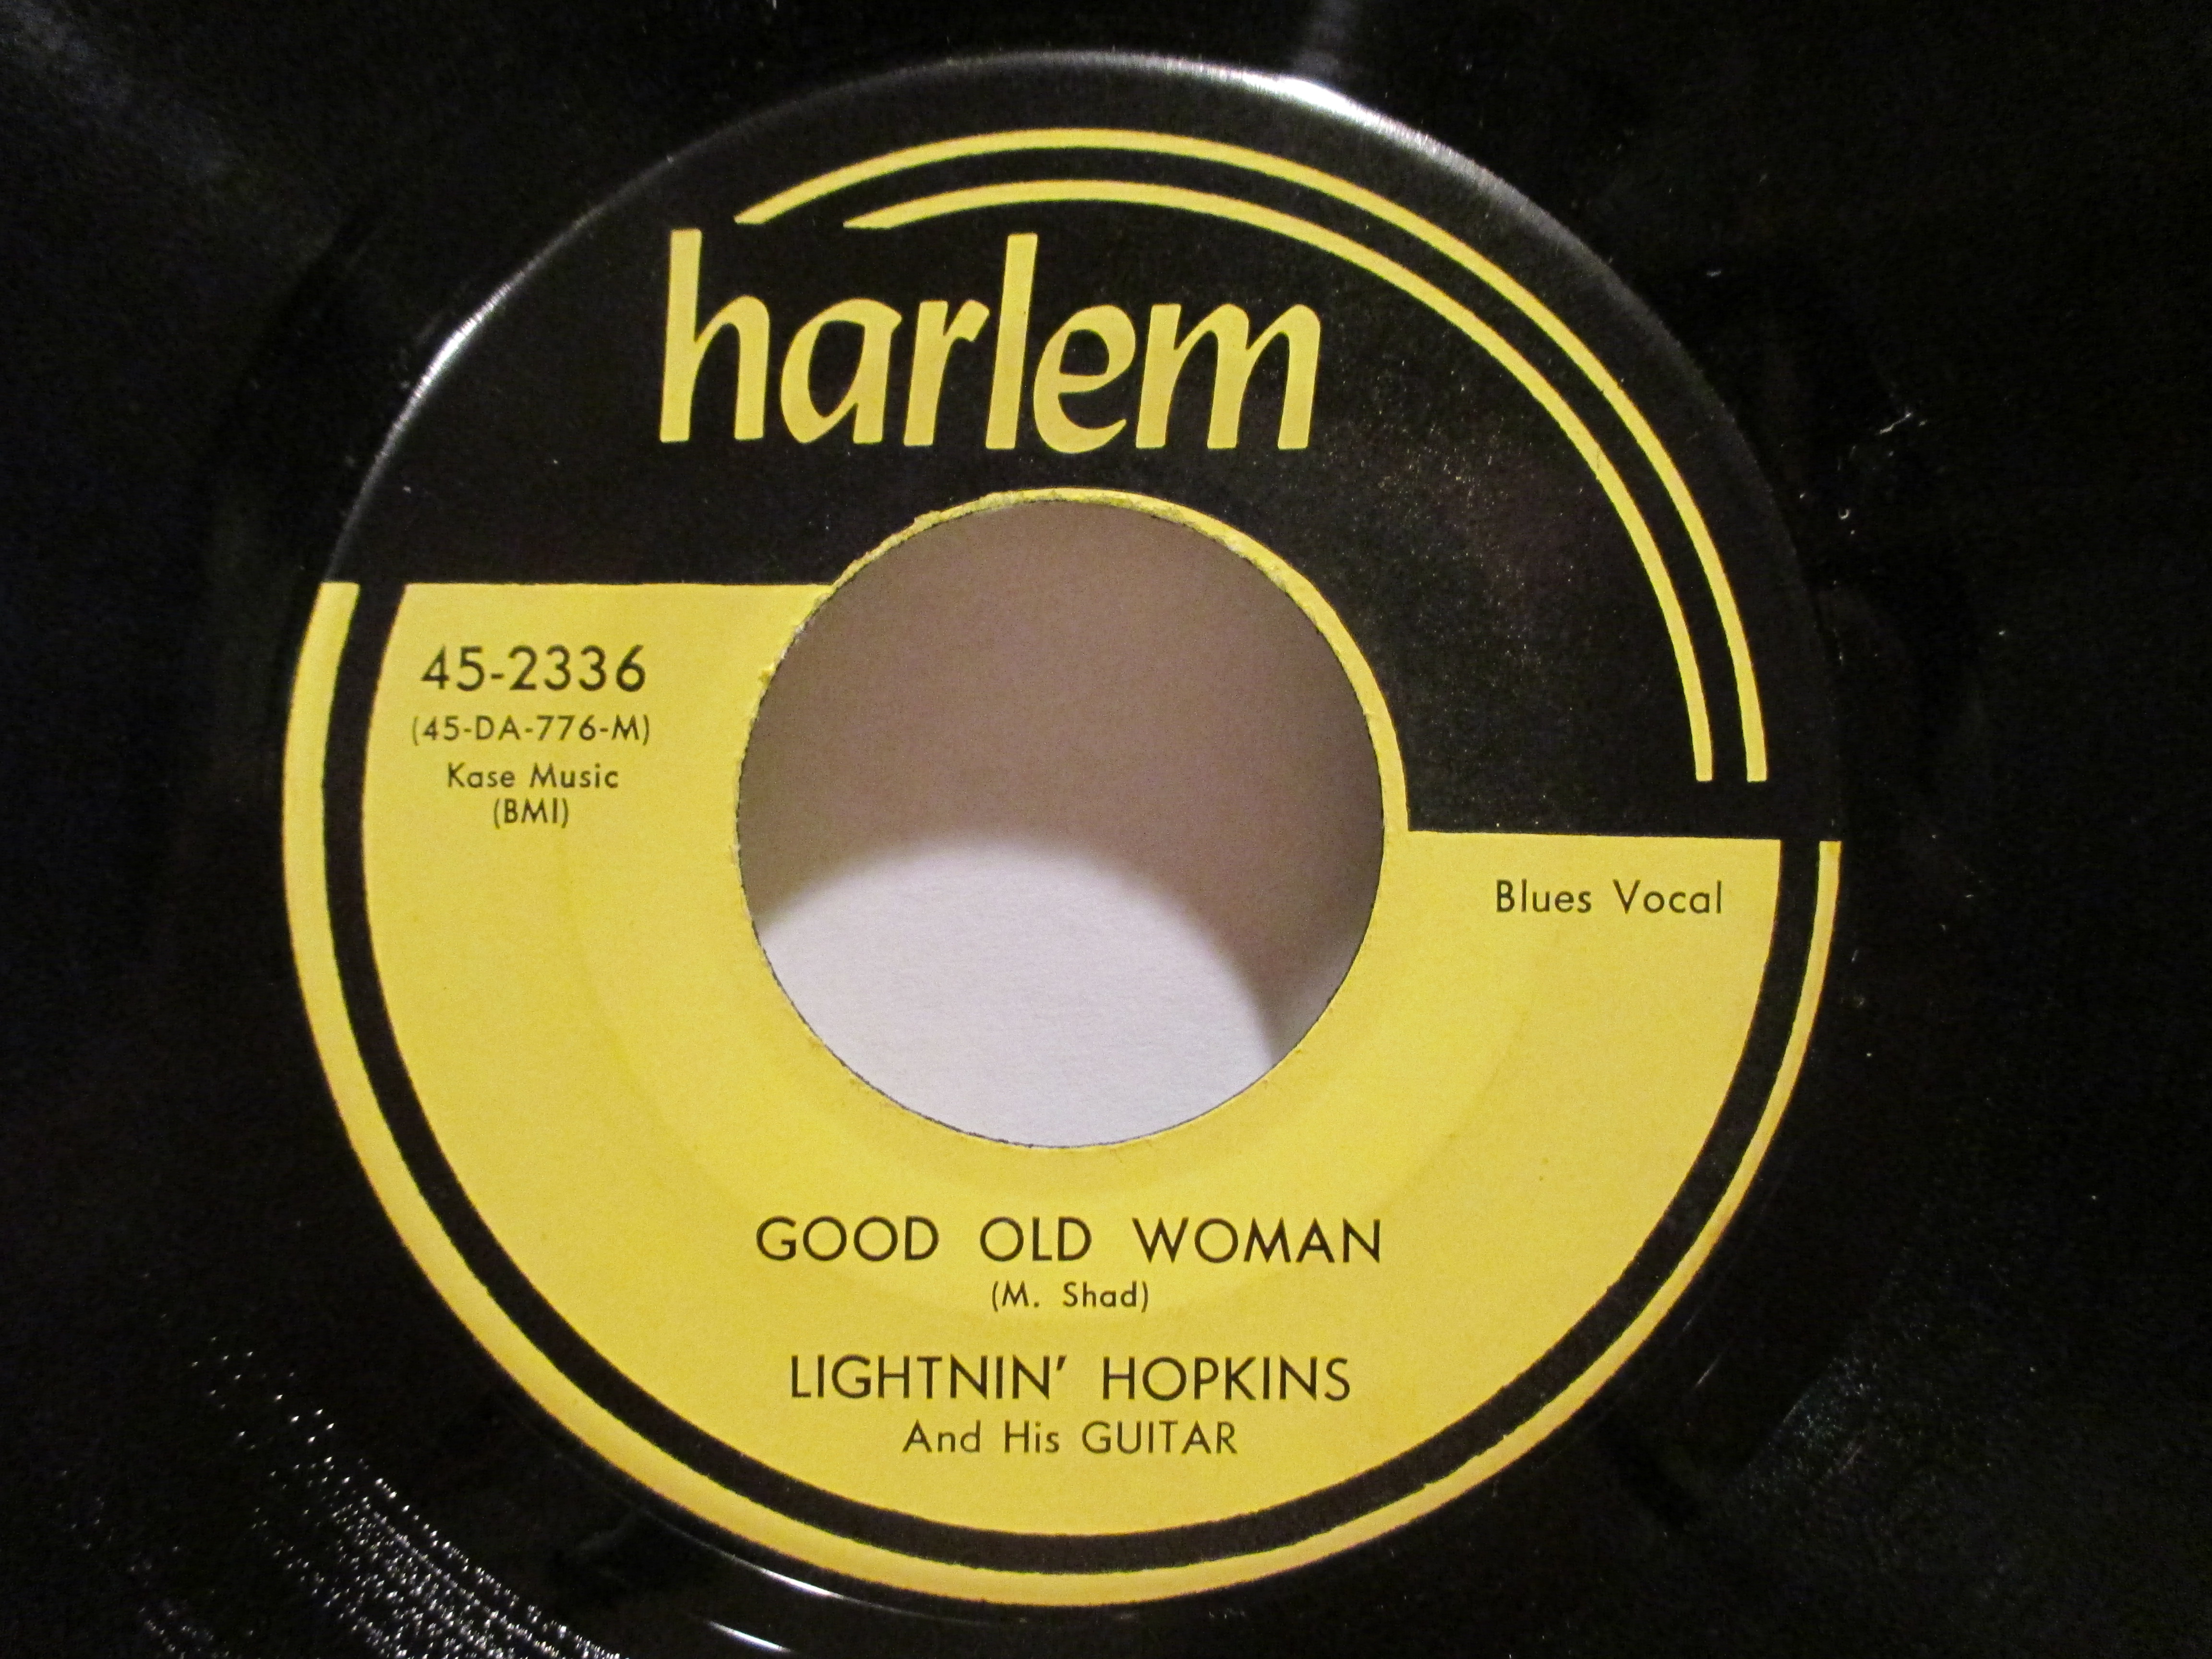 harlem
45-2336
(45-DA-776-M)
Kase Music
(BMI)
Blues Vocal
GOOD OLD WOMAN
(M. Shad)
LIGHTNIN' HOPKINS
And His GUITAR